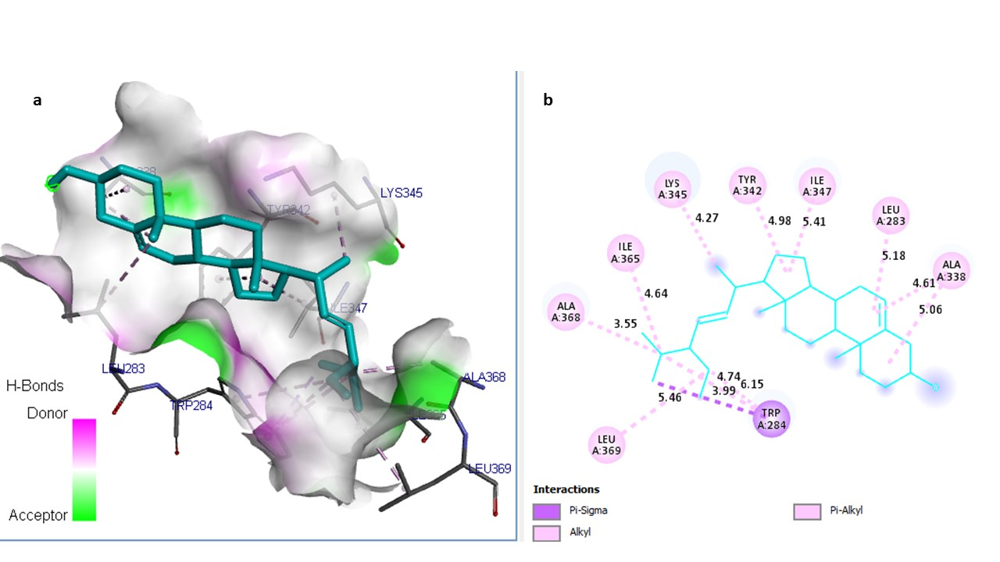 a
LYS345
TYR342
ILE347
LEU283
TRP284
ALA368
LEU369
H-Bonds
Donor
Acceptor
b
LYS
A:345
TYR
A:342
ILE
A:347
LEU
A:283
ALA
A:338
ILE
A:365
ALA
A:368
4.27
4.98
5.41
5.18
4.61
5.06
4.64
3.55
4.74
6.15
3.99
5.46
TRP
A:284
LEU
A:369
O
Interactions
Pi-Sigma
Alkyl
Pi-Alkyl